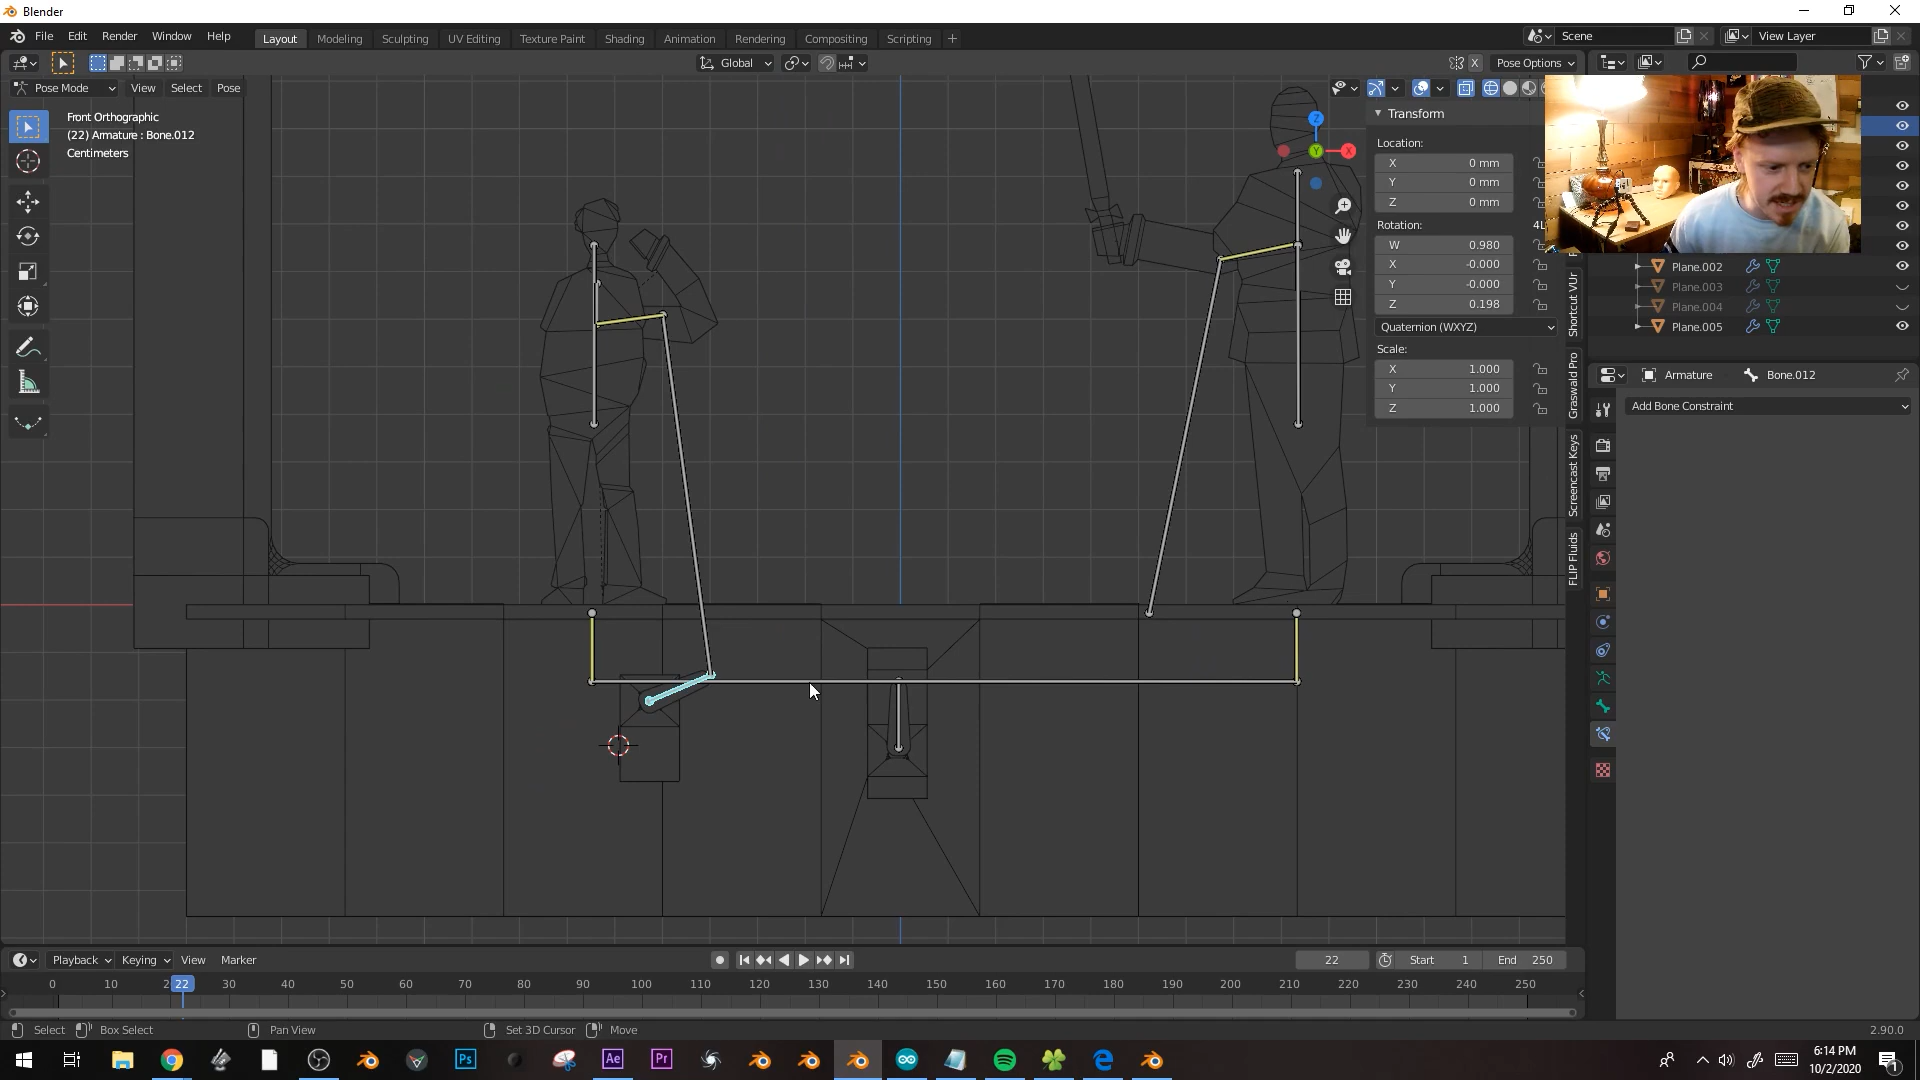 Blender
File Edit Render Window Help
Layout Modeling Sculpting UV Editing Texture Paint Shading Animation Rendering Compositing Scripting +
Scene
View Layer
Global
X
Pose Options
Pose Mode View Select Pose
Front Orthographic
(22) Armature : Bone.012
Centimeters
Z
X
Y
Transform
Location:
X 0 mm
Y 0 mm
Z 0 mm
Rotation:
4L
W 0.980
X -0.000
Y -0.000
Z 0.198
Quaternion (WXYZ)
Scale:
X 1.000
Y 1.000
Z 1.000
Shortcut VUr
Graswald Pro
Screencast Keys
FLIP Fluids
Plane.002
Plane.003
Plane.004
Plane.005
Armature Bone.012
Add Bone Constraint
Playback Keying View Marker
22 Start 1 End 250
0 10 2 22 30 40 50 60 70 80 90 100 110 120 130 140 150 160 170 180 190 200 210 220 230 240 250
Select Box Select Pan View Set 3D Cursor Move
2.90.0
Ps Ae Pr
6:14 PM
10/2/2020
1